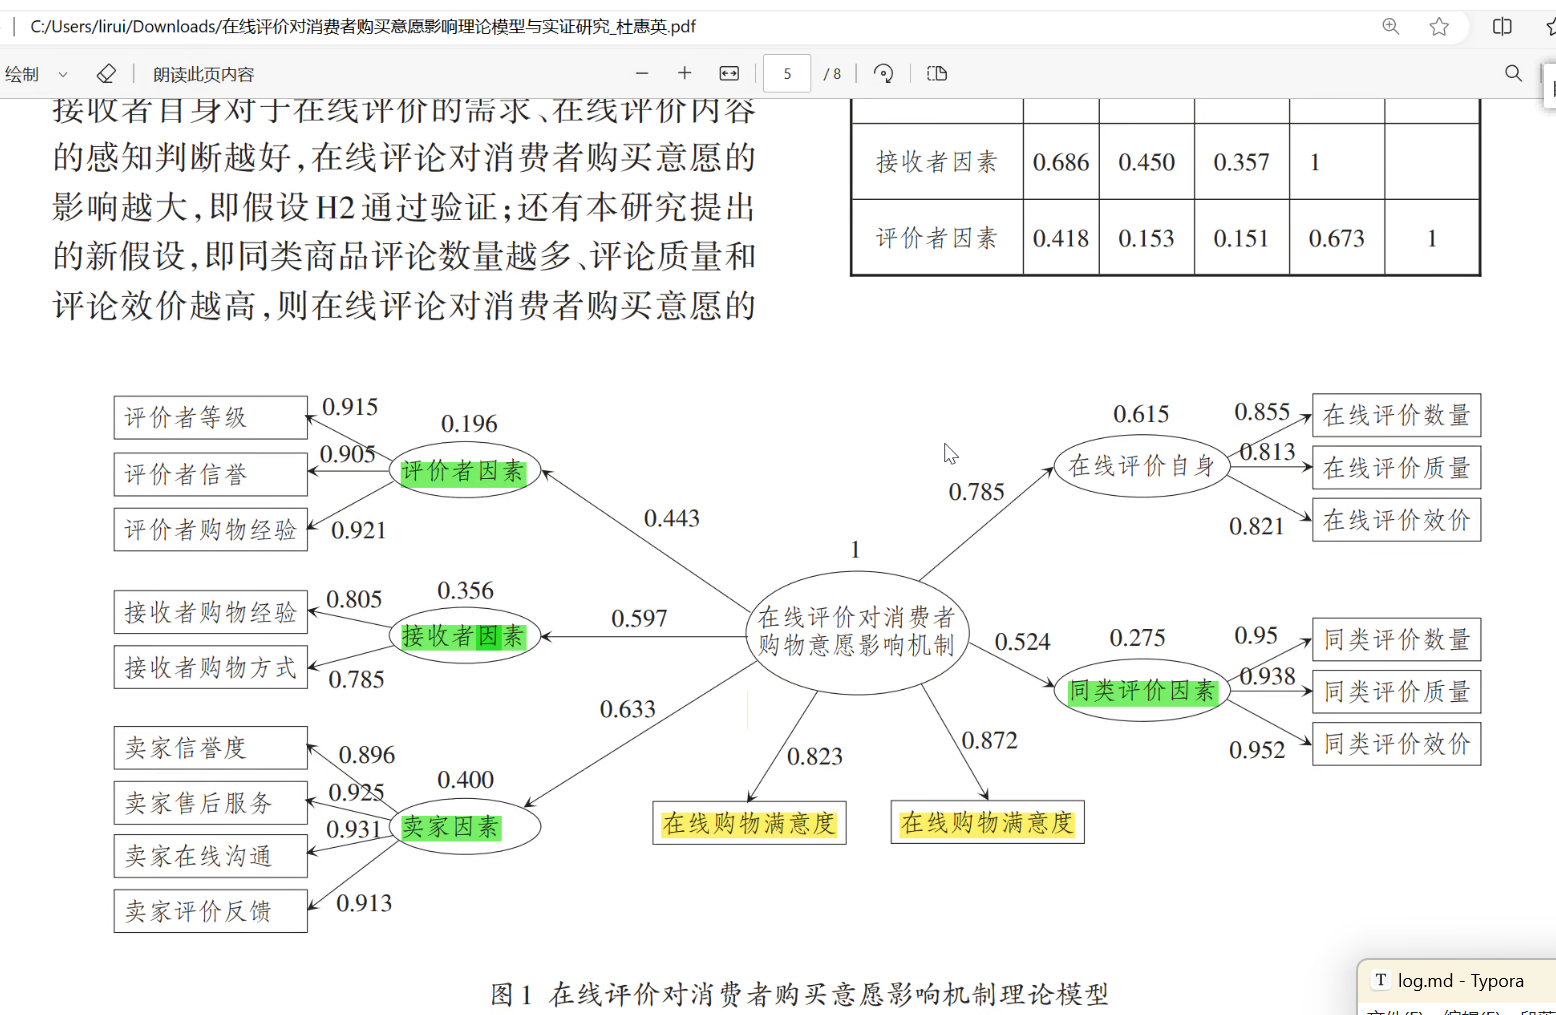 C:/Users/lirui/Downloads/在线评价对消费者购买意愿影响理论模型与实证研究_杜惠英.pdf
绘制
朗读此页内容
5
/ 8
接收者自身对于在线评价的需求、在线评价内容
的感知判断越好,在线评论对消费者购买意愿的
影响越大,即假设H2通过验证;还有本研究提出
的新假设,即同类商品评论数量越多、评论质量和
评论效价越高,则在线评论对消费者购买意愿的
接收者因素 0.686 0.450 0.357 1
评价者因素 0.418 0.153 0.151 0.673 1
评价者等级
0.915
评价者信誉
0.905
评价者购物经验
0.921
0.196
评价者因素
0.443
接收者购物经验
0.805
接收者购物方式
0.785
0.356
接收者因素
0.597
卖家信誉度
0.896
卖家售后服务
0.925
卖家在线沟通
0.931
卖家评价反馈
0.913
0.400
卖家因素
0.633
1
在线评价对消费者
购物意愿影响机制
0.823
在线购物满意度
0.872
在线购物满意度
0.785
0.615
在线评价自身
0.855
在线评价数量
0.813
在线评价质量
0.821
在线评价效价
0.524
0.275
同类评价因素
0.95
同类评价数量
0.938
同类评价质量
0.952
同类评价效价
图1 在线评价对消费者购买意愿影响机制理论模型
T log.md - Typora